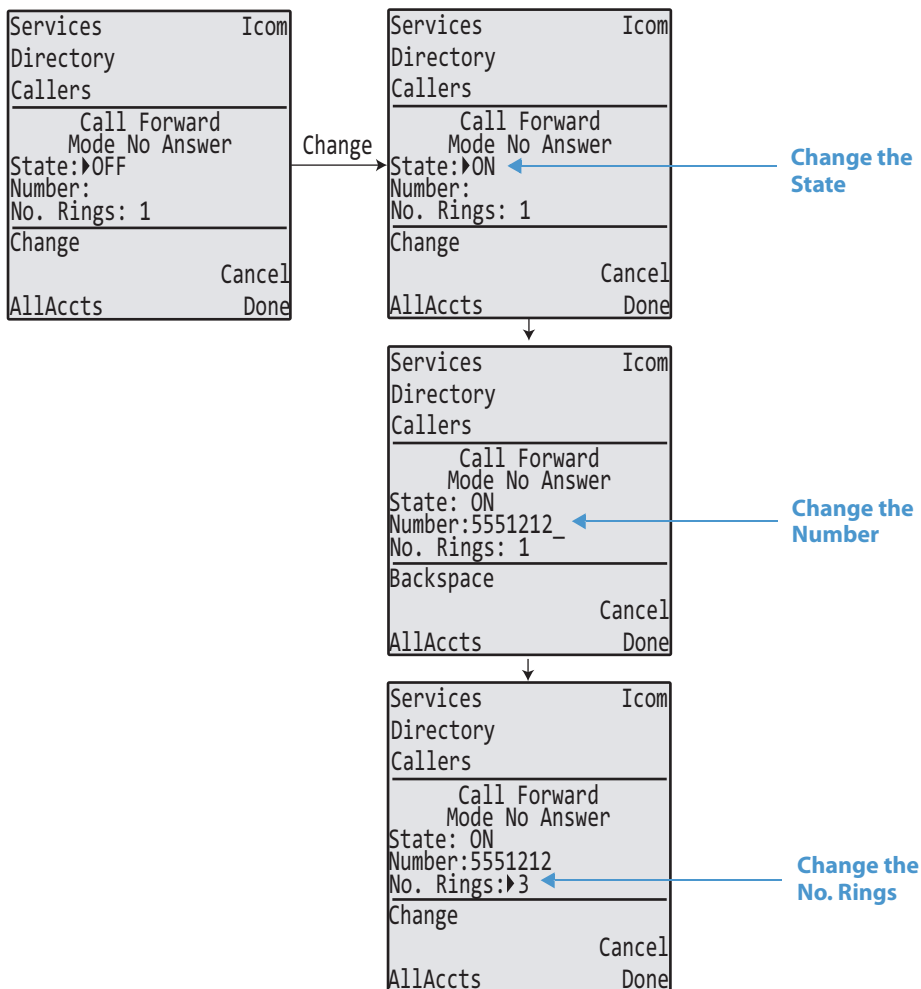 Services Icom
Directory
Callers
Call Forward
Mode No Answer
State:▶OFF
Number:
No. Rings: 1
Change
Cancel
AllAccts Done
Change
Services Icom
Directory
Callers
Call Forward
Mode No Answer
State:▶ON
Number:
No. Rings: 1
Change
Cancel
AllAccts Done
Change the
State
Services Icom
Directory
Callers
Call Forward
Mode No Answer
State: ON
Number:5551212_
No. Rings: 1
Backspace
Cancel
AllAccts Done
Change the
Number
Services Icom
Directory
Callers
Call Forward
Mode No Answer
State: ON
Number:5551212
No. Rings:▶3
Change
Cancel
AllAccts Done
Change the
No. Rings